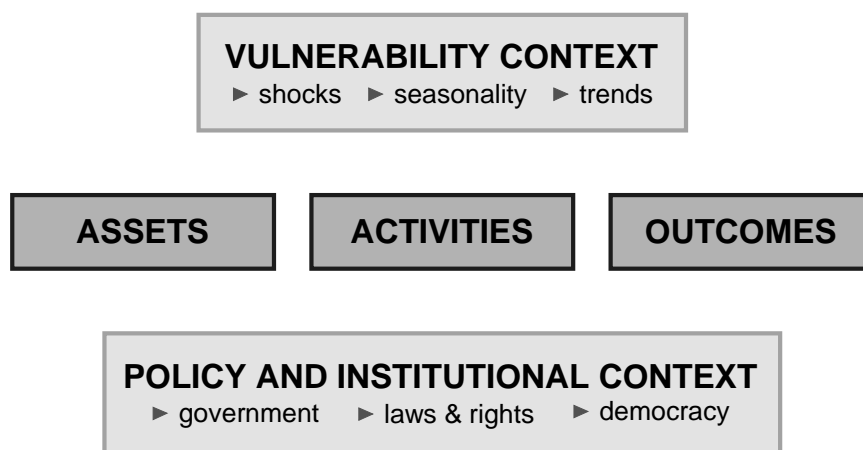 VULNERABILITY CONTEXT
► shocks ► seasonality ► trends
ASSETS ACTIVITIES OUTCOMES
POLICY AND INSTITUTIONAL CONTEXT
► government ► laws & rights ► democracy